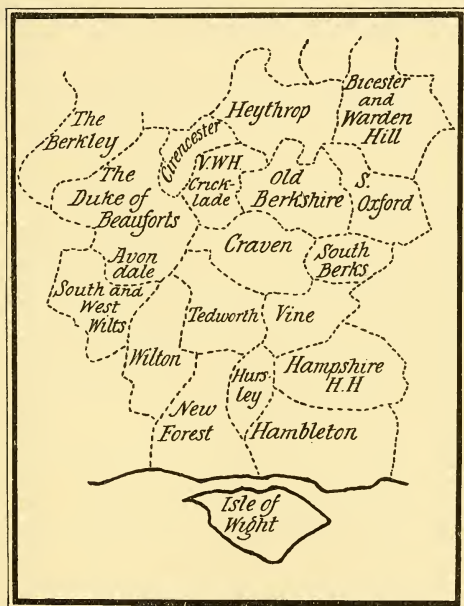 The
Berkley
The
Duke of
Beauforts
Cirencester
Heythrop
Bicester
and
Warden
Hill
V.W.H.
Crick-
lade
Old
Berkshire
S.
Oxford
Avon
dale
Craven
South
Berks
South and
West
Wilts
Wilton
Tedworth
Vine
New
Forest
Hurs-
ley
Hampshire
H.H
Hambleton
Isle of
Wight